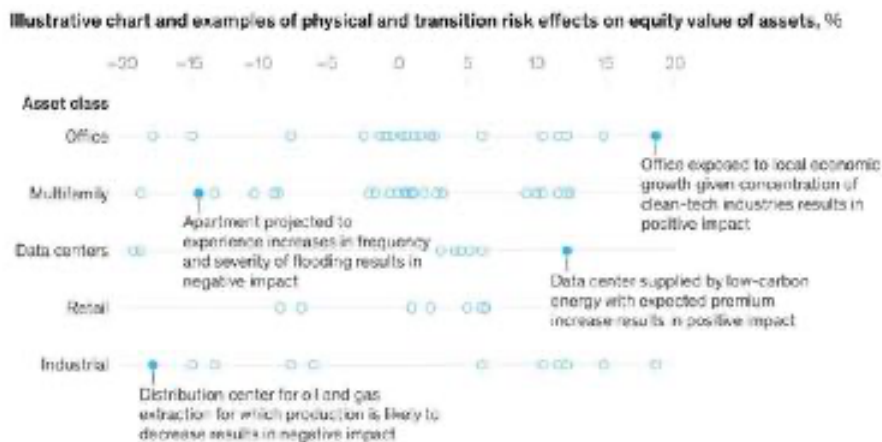 Illustrative chart and examples of physical and transition risk effects on equity value of assets, %
-20 -15 -10 -5 0 5 10 15 20
Asset class
Office
Office exposed to local economic
growth given concentration of
clean-tech industries results in
positive impact
Multifamily
Apartment projected to
experience increases in frequency
and severity of flooding results in
negative impact
Data centers
Data center supplied by low-carbon
energy with expected premium
increase results in positive impact
Retail
Industrial
Distribution center for oil and gas
extraction for which production is likely to
decrease results in negative impact